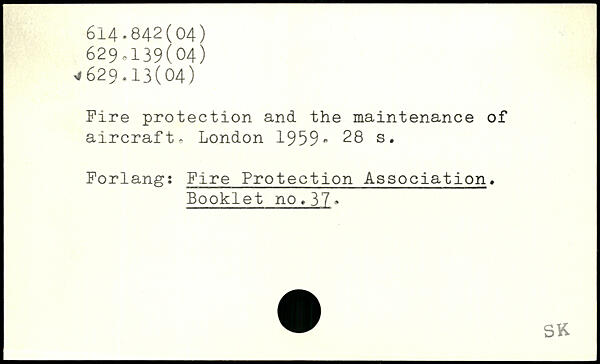 614.842(04)
629.139(04)
629.13(04)
Fire protection and the maintenance of
aircraft. London 1959. 28 s.
Forlang: Fire Protection Association.
Booklet no.37.
SK